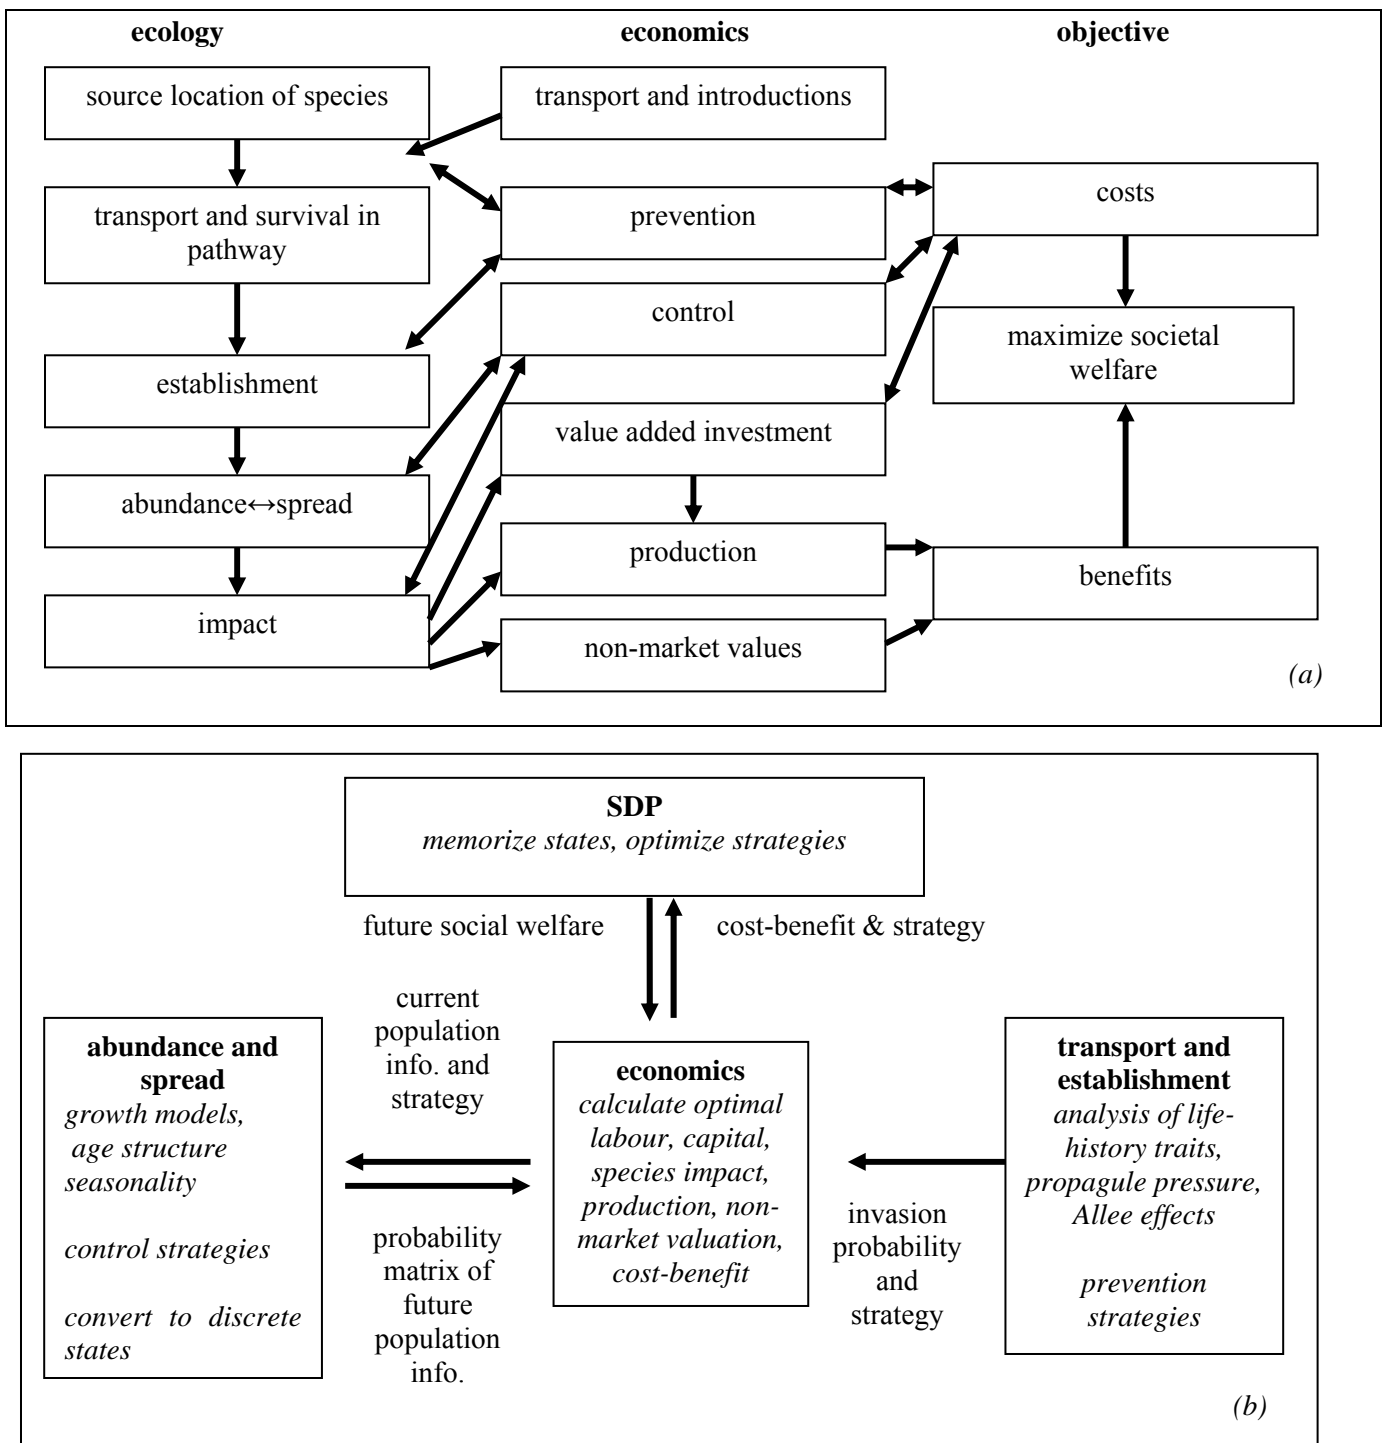 ecology
economics
objective
source location of species
transport and introductions
transport and survival in
pathway
prevention
costs
control
maximize societal
welfare
establishment
value added investment
abundance↔spread
production
benefits
impact
non-market values
(a)
SDP
memorize states, optimize strategies
future social welfare
cost-benefit & strategy
current
population
info. and
strategy
abundance and
spread
growth models,
age structure
seasonality
control strategies
convert to discrete
states
probability
matrix of
future
population
info.
economics
calculate optimal
labour, capital,
species impact,
production, non-
market valuation,
cost-benefit
invasion
probability
and
strategy
transport and
establishment
analysis of life-
history traits,
propagule pressure,
Allee effects
prevention
strategies
(b)